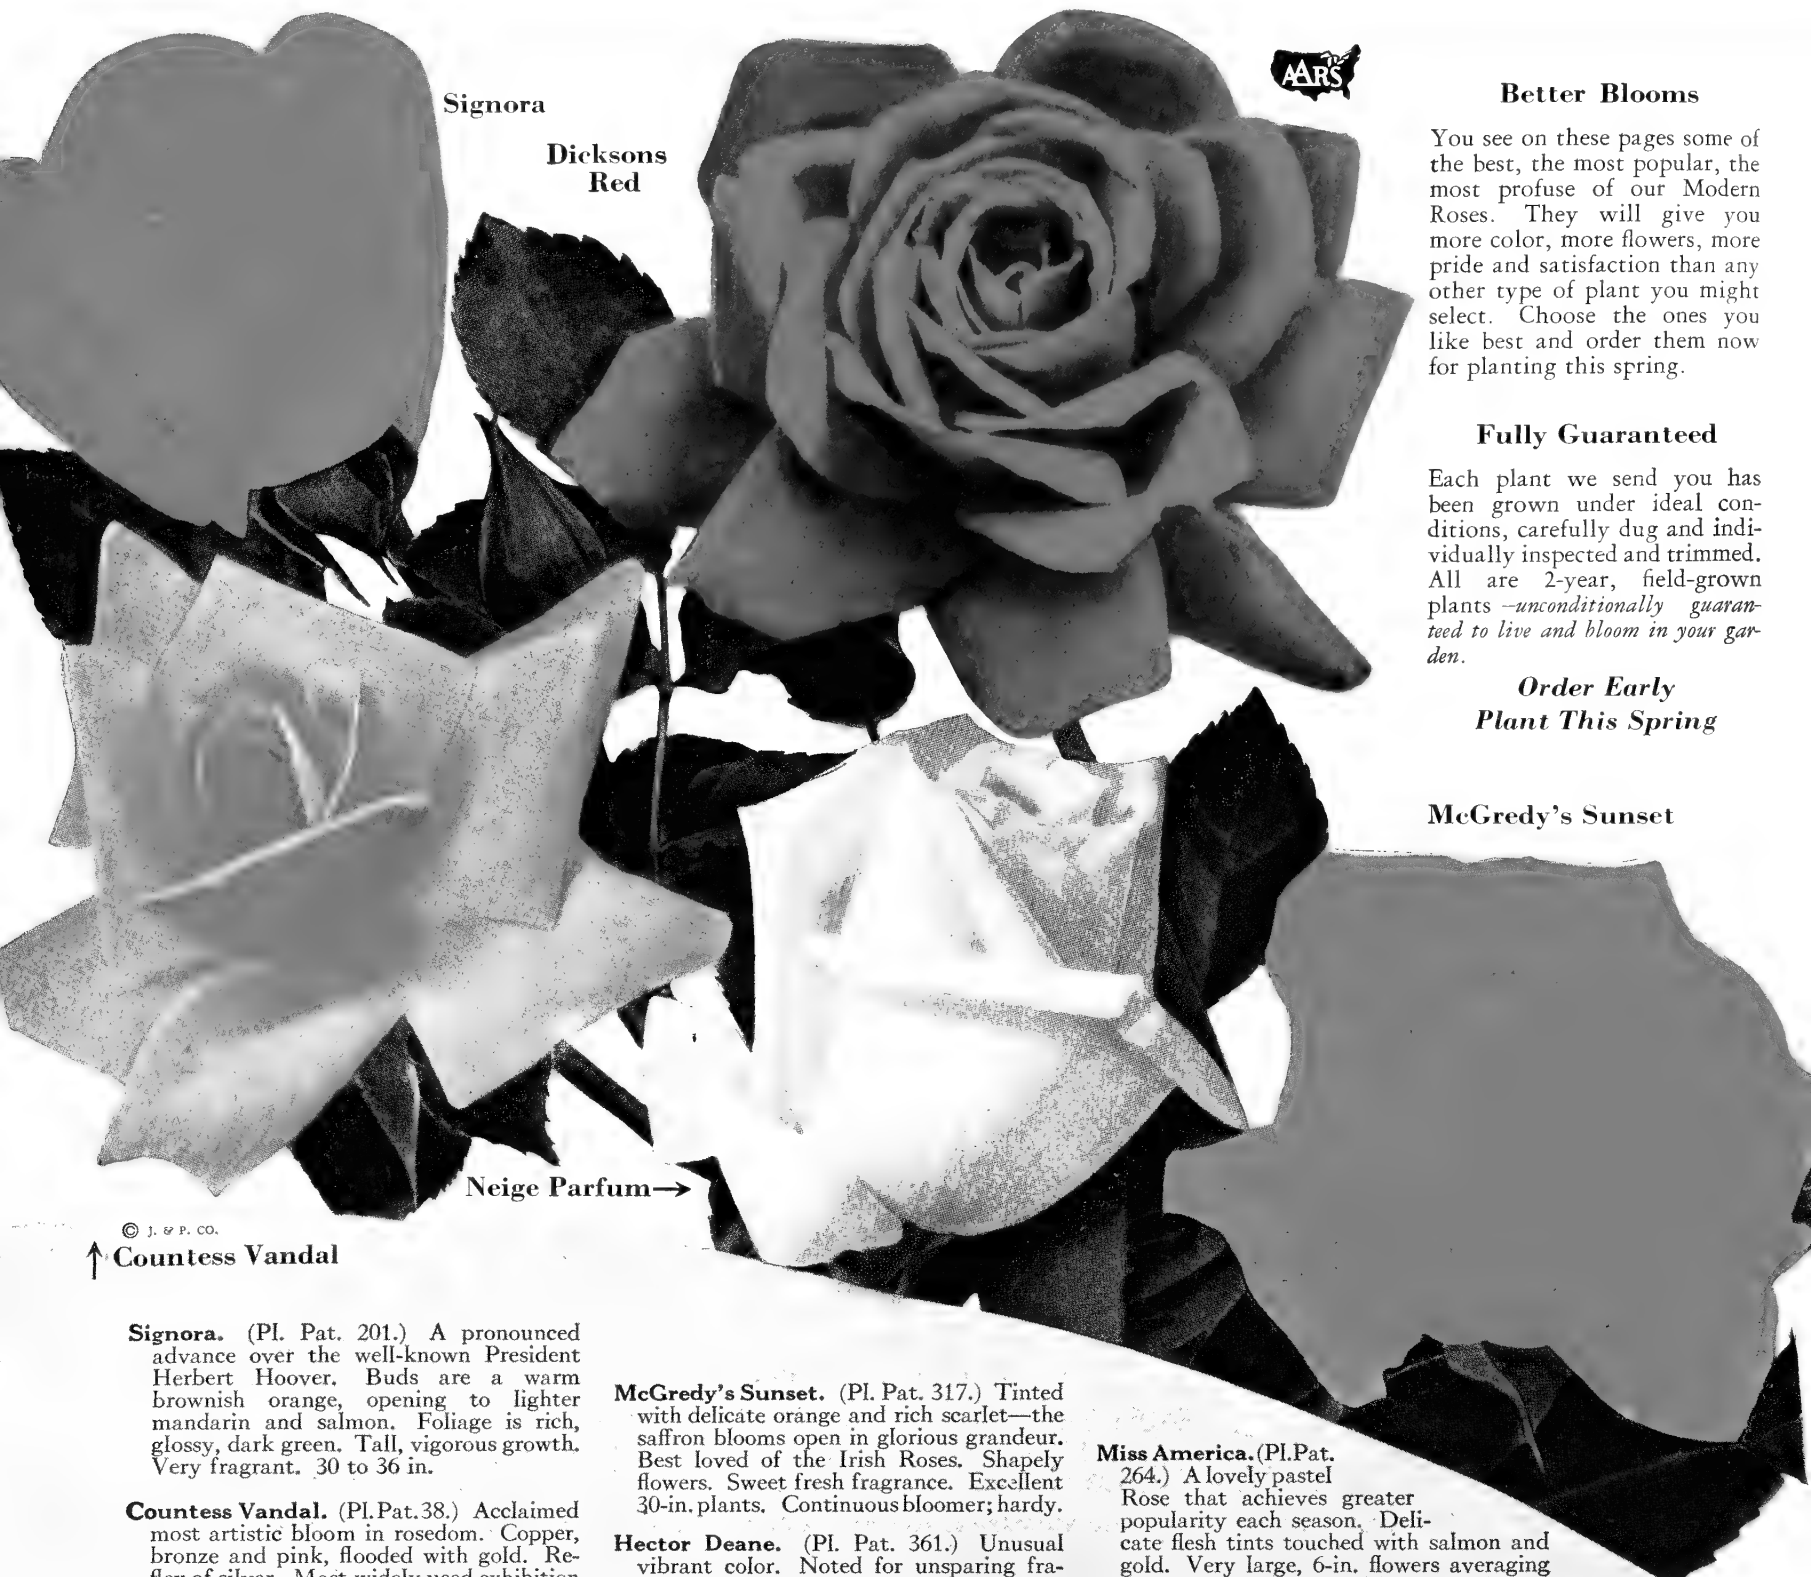 Signora
Dicksons
Red
AARS
Better Blooms
You see on these pages some of
the best, the most popular, the
most profuse of our Modern
Roses. They will give you
more color, more flowers, more
pride and satisfaction than any
other type of plant you might
select. Choose the ones you
like best and order them now
for planting this spring.
Fully Guaranteed
Each plant we send you has
been grown under ideal con-
ditions, carefully dug and indi-
vidually inspected and trimmed.
All are 2-year, field-grown
plants—unconditionally guaran-
teed to live and bloom in your gar-
den.
Order Early
Plant This Spring
McGredy's Sunset
Neige Parfum→
© J. & P. CO.
↑ Countess Vandal
Signora. (Pl. Pat. 201.) A pronounced
advance over the well-known President
Herbert Hoover. Buds are a warm
brownish orange, opening to lighter
mandarin and salmon. Foliage is rich,
glossy, dark green. Tall, vigorous growth.
Very fragrant. 30 to 36 in.
Countess Vandal. (Pl. Pat. 38.) Acclaimed
most artistic bloom in rosedom. Copper,
bronze and pink, flooded with gold. Re-
McGredy's Sunset. (Pl. Pat. 317.) Tinted
with delicate orange and rich scarlet—the
saffron blooms open in glorious grandeur.
Best loved of the Irish Roses. Shapely
flowers. Sweet fresh fragrance. Excellent
30-in. plants. Continuous bloomer; hardy.
Hector Deane. (Pl. Pat. 361.) Unusual
vibrant color. Noted for unsparing fra-
Miss America. (Pl. Pat.
264.) A lovely pastel
Rose that achieves greater
popularity each season. Deli-
cate flesh tints touched with salmon and
gold. Very large, 6-in. flowers averaging